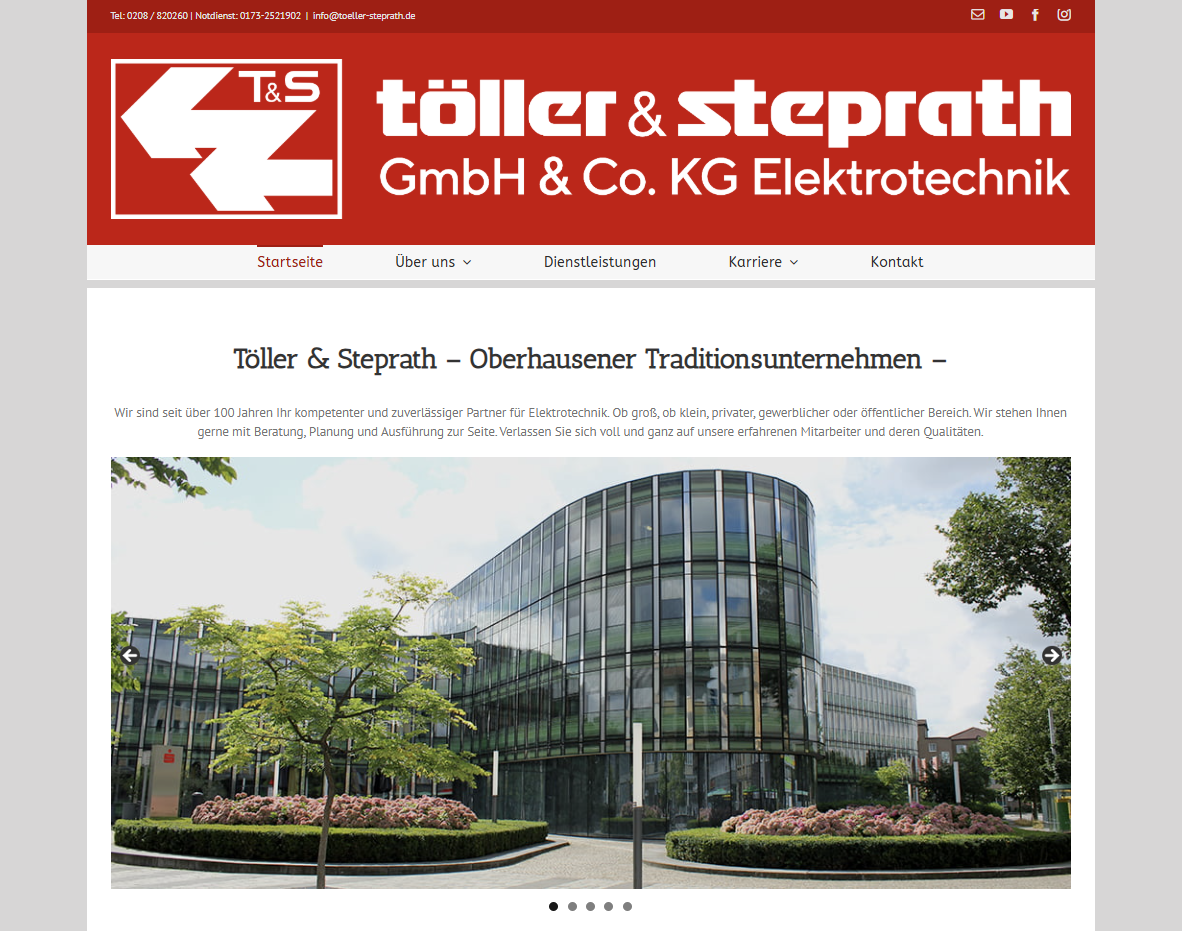 Tel: 0208 / 820260 | Notdienst: 0173-2521902 | info@toeller-steprath.de
T&S
töller & steprath
GmbH & Co. KG Elektrotechnik
Startseite Über uns Dienstleistungen Karriere Kontakt
Töller & Steprath – Oberhausener Traditionsunternehmen –
Wir sind seit über 100 Jahren Ihr kompetenter und zuverlässiger Partner für Elektrotechnik. Ob groß, ob klein, privater, gewerblicher oder öffentlicher Bereich. Wir stehen Ihnen
gerne mit Beratung, Planung und Ausführung zur Seite. Verlassen Sie sich voll und ganz auf unsere erfahrenen Mitarbeiter und deren Qualitäten.